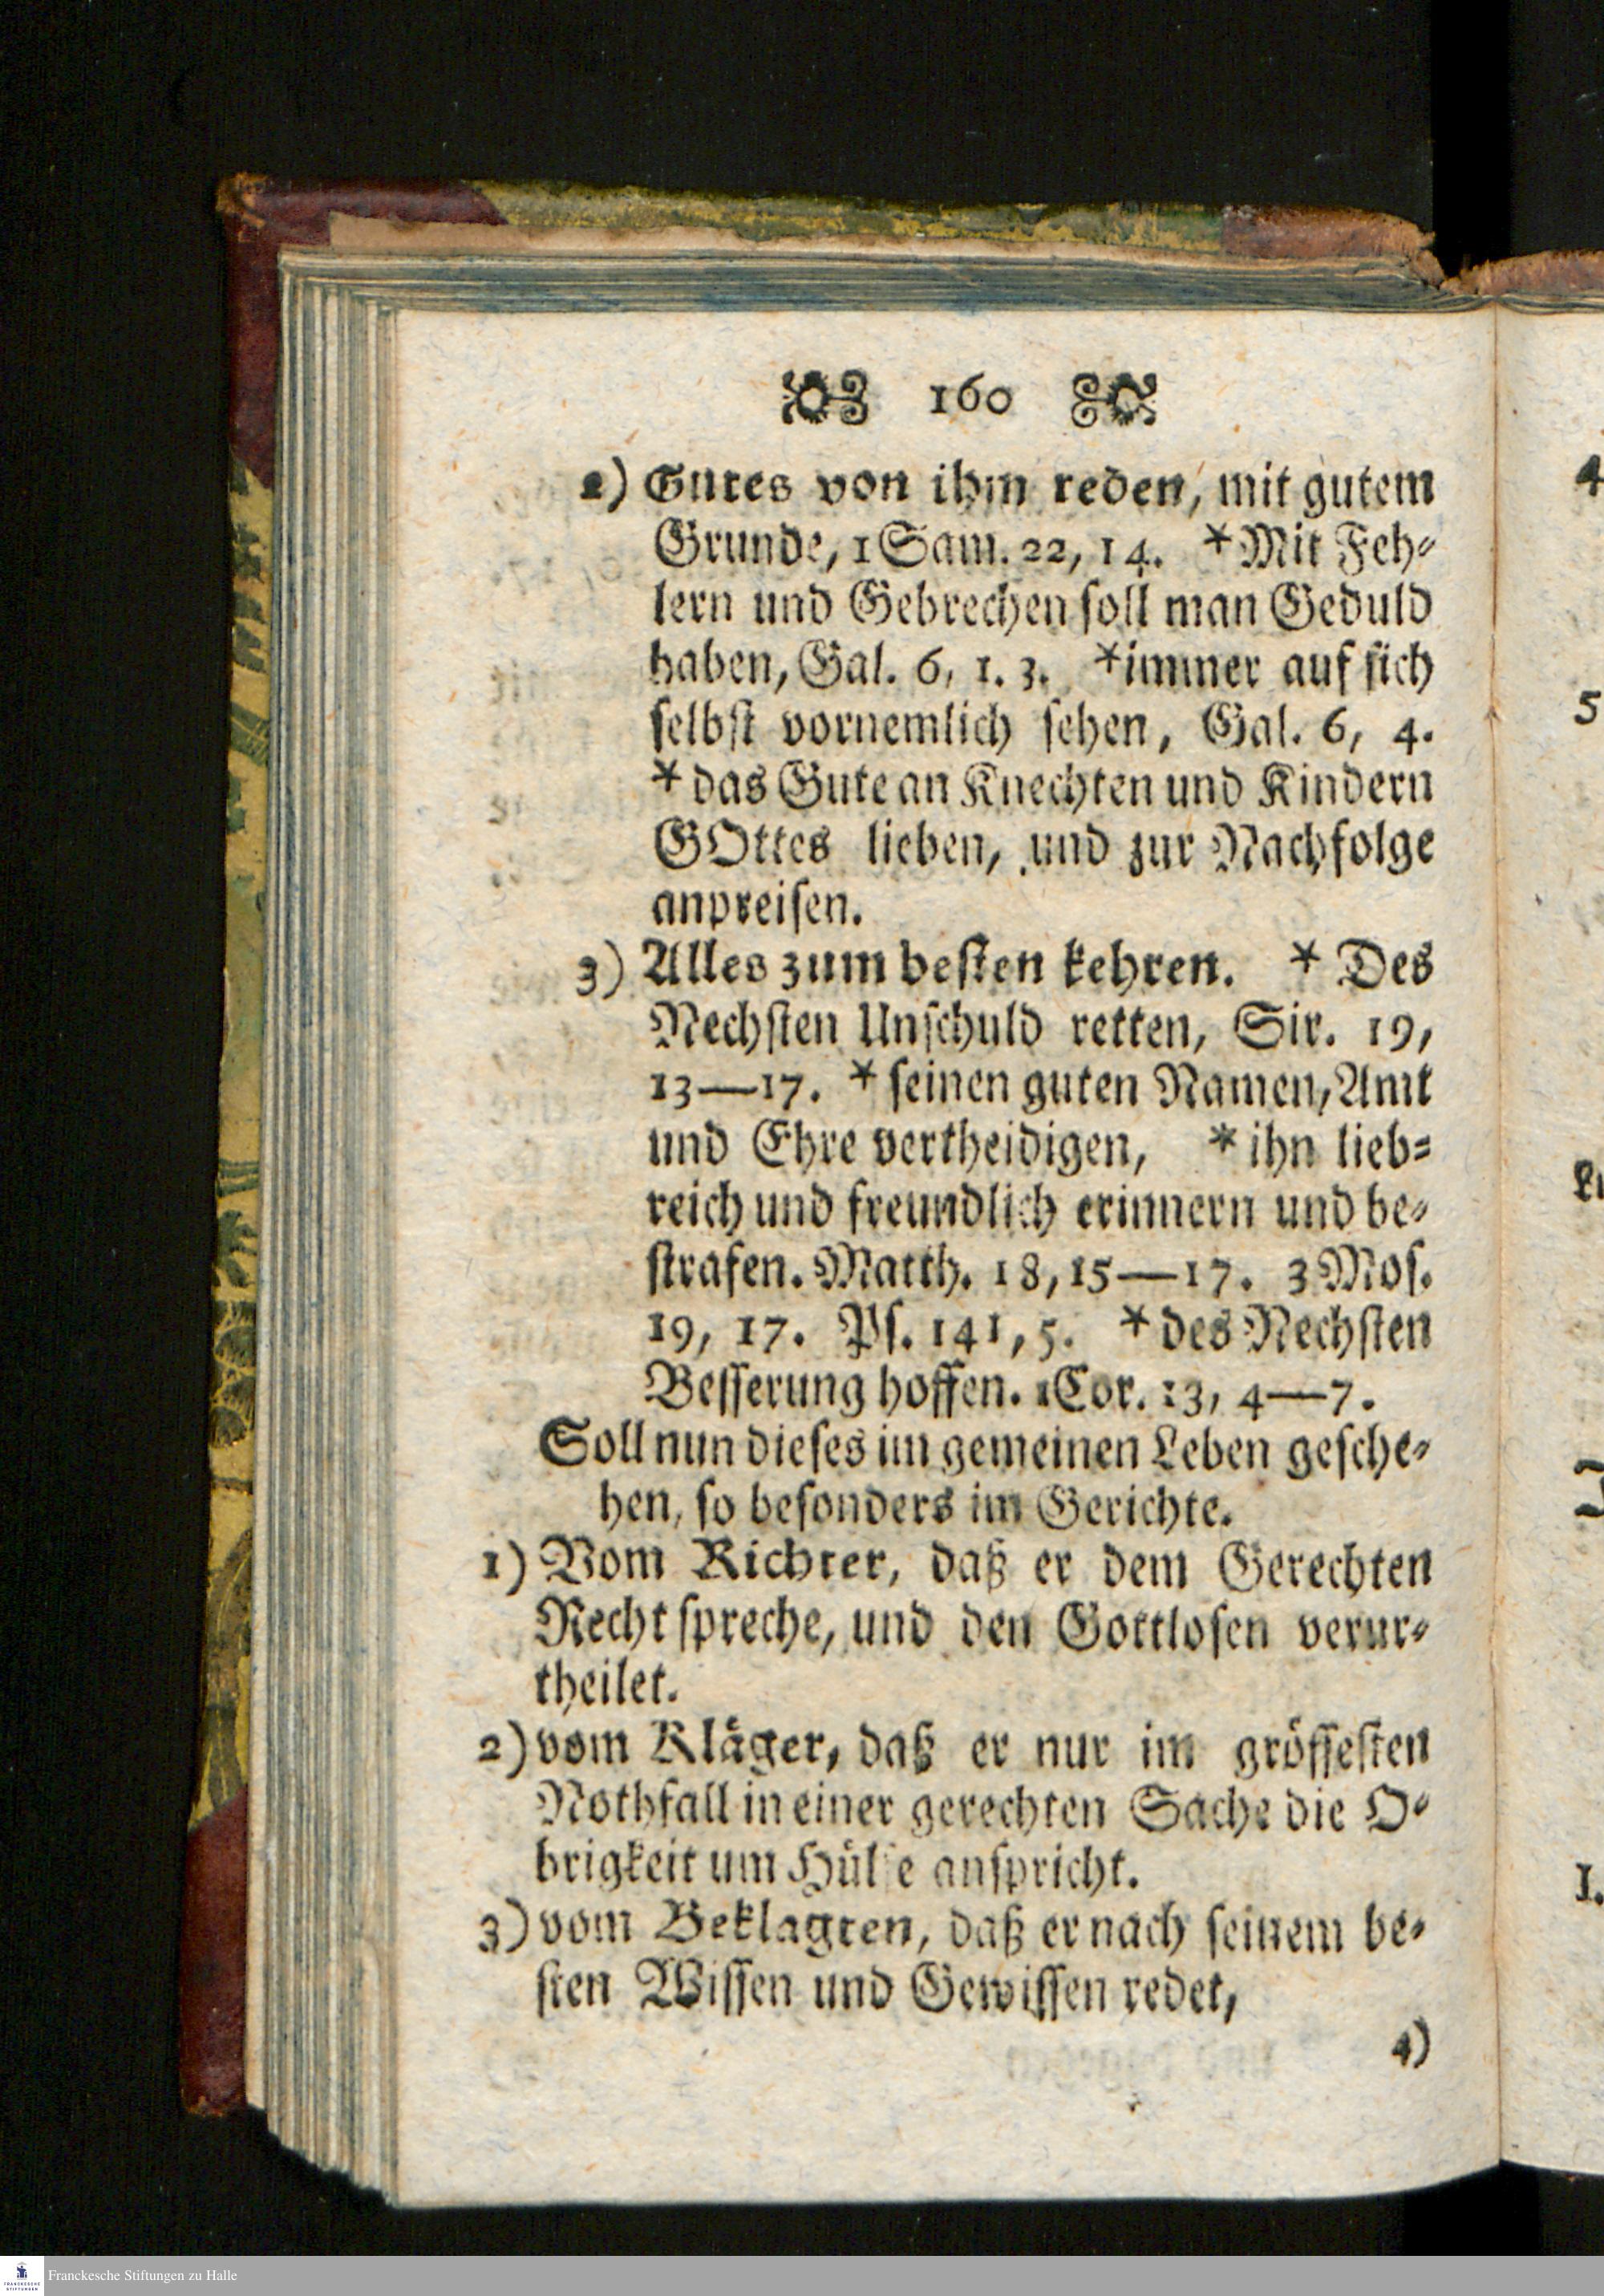 160
2) Gutes von ihm reden, mit gutem
Grunde, 1 Sam. 22, 14. * Mit Feh-
lern und Gebrechen soll man Geduld
haben, Gal. 6, 1. 3. * immer auf sich
selbst vornemlich sehen, Gal. 6, 4.
* das Gute an Knechten und Kindern
GOttes lieben, und zur Nachfolge
anpreisen.
3) Alles zum besten kehren. * Des
Nechsten Unschuld retten, Sir. 19,
13—17. * seinen guten Namen, Amt
und Ehre vertheidigen, * ihn lieb-
reich und freundlich erinnern und be-
strafen. Matth. 18, 15—17. 3 Mos.
19, 17. Ps. 141, 5. * des Nechsten
Besserung hoffen. 1 Cor. 13, 4—7.
Soll nun dieses im gemeinen Leben gesche-
hen, so besonders im Gerichte.
1) Vom Richter, daß er dem Gerechten
Recht spreche, und den Gottlosen verur-
theilet.
2) vom Kläger, daß er nur im grössesten
Nothfall in einer gerechten Sache die O-
brigkeit um Hülfe anspricht.
3) vom Beklagten, daß er nach seinem be-
sten Wissen und Gewissen redet,
4)
4
5
I.
FRANCKESCHE
STIFTUNGEN
Franckesche Stiftungen zu Halle